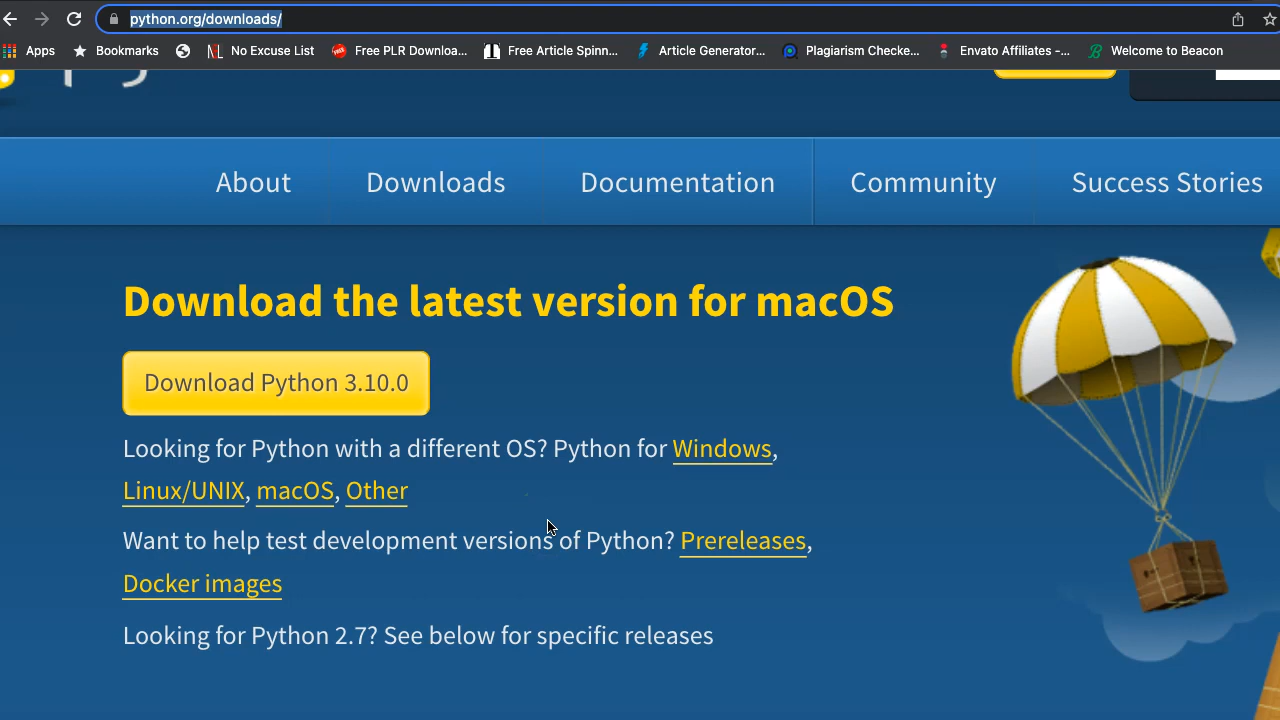 python.org/downloads/
Apps Bookmarks No Excuse List Free PLR Downloa... Free Article Spinn... Article Generator... Plagiarism Checke... Envato Affiliates –... Welcome to Beacon
About Downloads Documentation Community Success Stories
Download the latest version for macOS
Download Python 3.10.0
Looking for Python with a different OS? Python for Windows,
Linux/UNIX, macOS, Other
Want to help test development versions of Python? Prereleases,
Docker images
Looking for Python 2.7? See below for specific releases